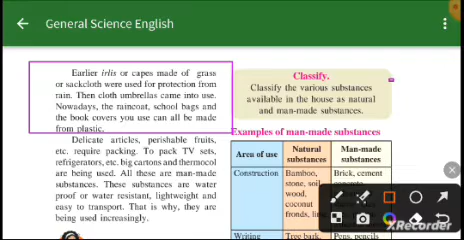 General Science English
Earlier irlis or capes made of grass
or sackcloth were used for protection from
rain. Then cloth umbrellas came into use.
Nowadays, the raincoat, school bags and
the book covers you use can all be made
from plastic.
Delicate articles, perishable fruits,
etc. require packing. To pack TV sets,
refrigerators, etc. big cartons and thermocol
are being used. All these are man-made
substances. These substances are water
proof or water resistant, lightweight and
easy to transport. That is why, they are
being used increasingly.
Classify.
Classify the various substances
available in the house as natural
and man-made substances.
Examples of man-made substances
Area of use
Natural
substances
Man-made
substances
Construction
Bamboo,
stone, soil
wood,
coconut
fronds,
Brick, cement
concrete
Writing
Tree bark,
Pens, pencils
XRecorder